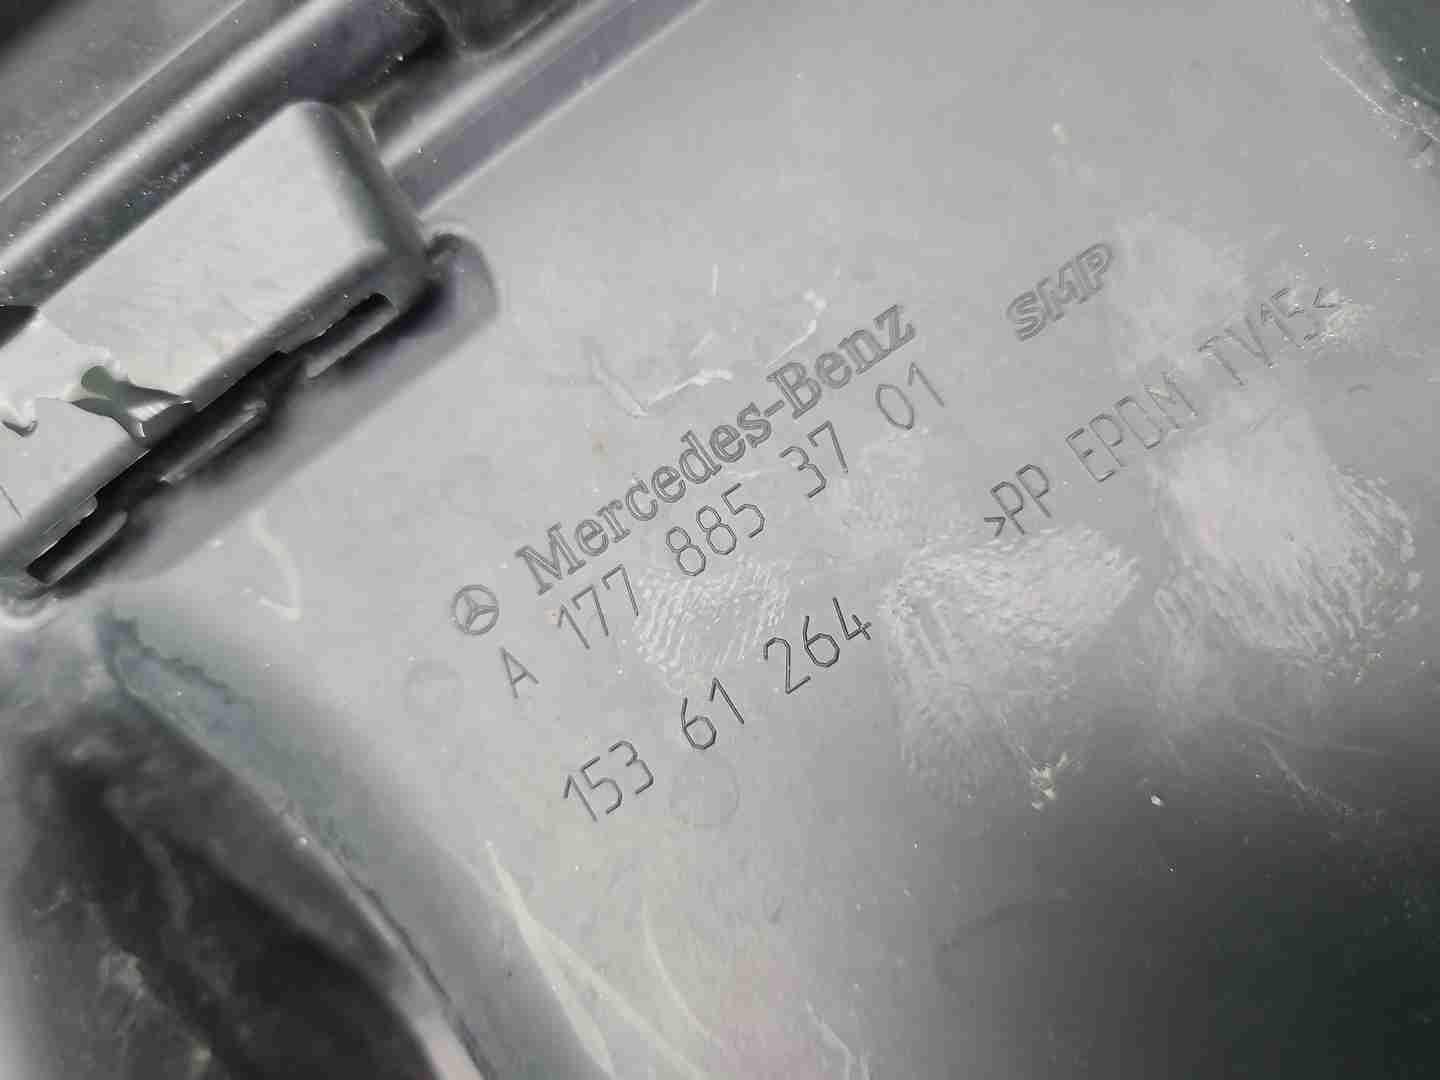 Mercedes-Benz
A 177 885 37 01
153 61 264
SMP
>PP EPDM TV15<